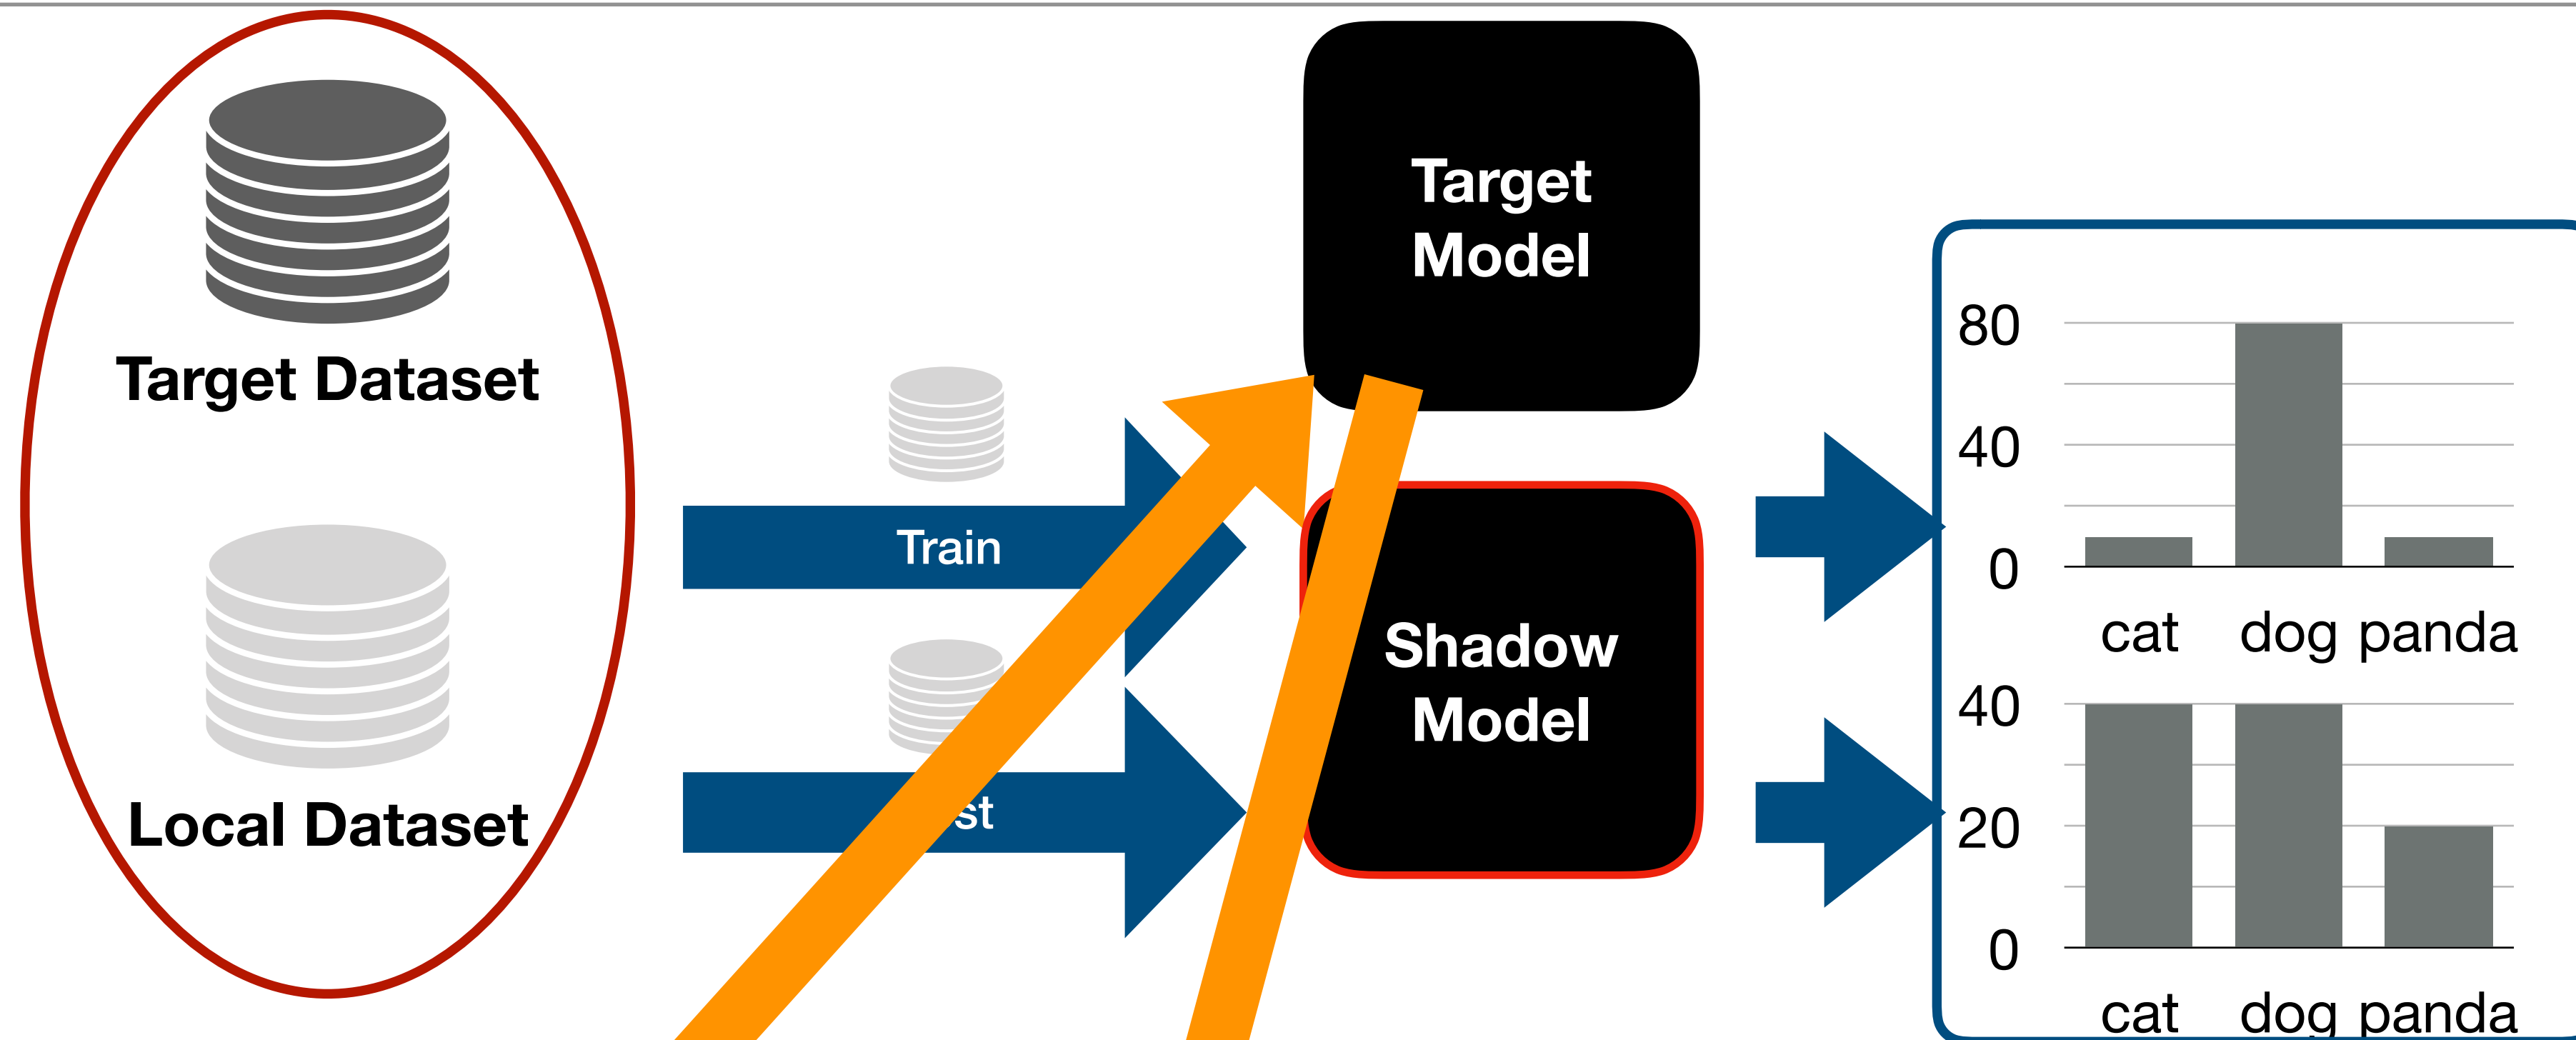 Target Dataset
Local Dataset
Train
st
Target
Model
Shadow
Model
80
40
0
cat dog panda
40
20
0
cat dog panda